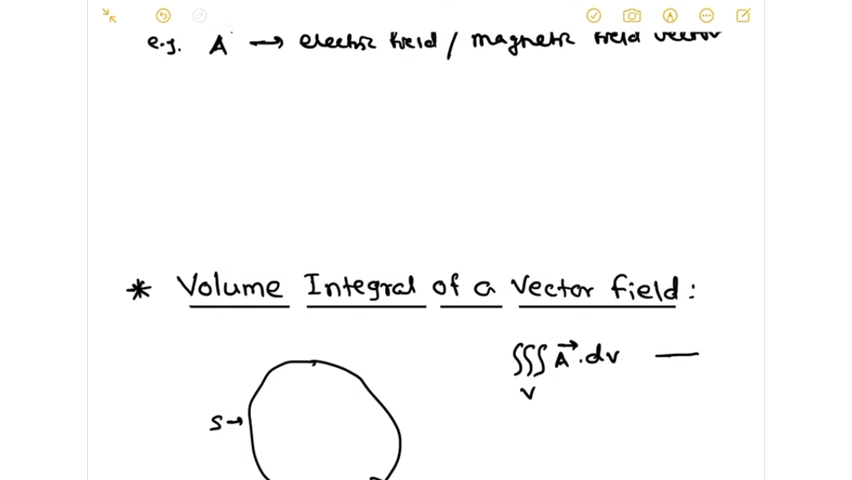 e.g. A → electric field / magnetic field vector
* Volume Integral of a Vector field :
∭ A⃗ . dv —
V
S →